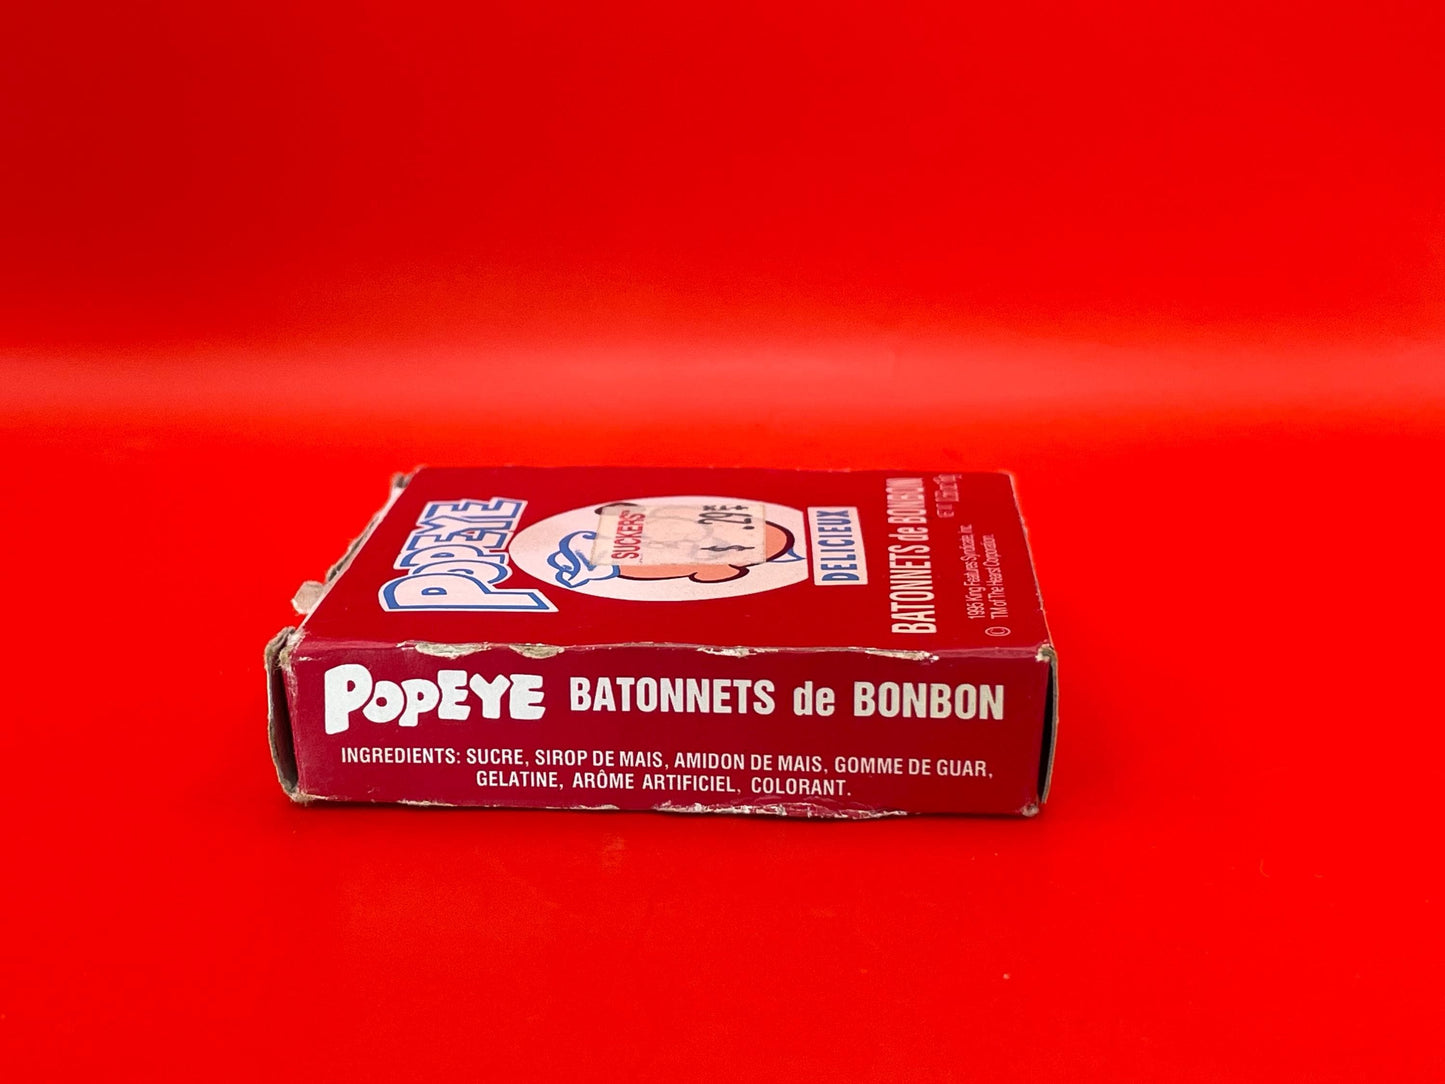 POPEYE
SUCKERS
$ .29
DELICIEUX
BATONNETS de BONBON
1995 King Features Syndicate, Inc.
© TM of The Hearst Corporation.
POPEYE BATONNETS de BONBON
INGREDIENTS: SUCRE, SIROP DE MAIS, AMIDON DE MAIS, GOMME DE GUAR,
GELATINE, ARÔME ARTIFICIEL, COLORANT.